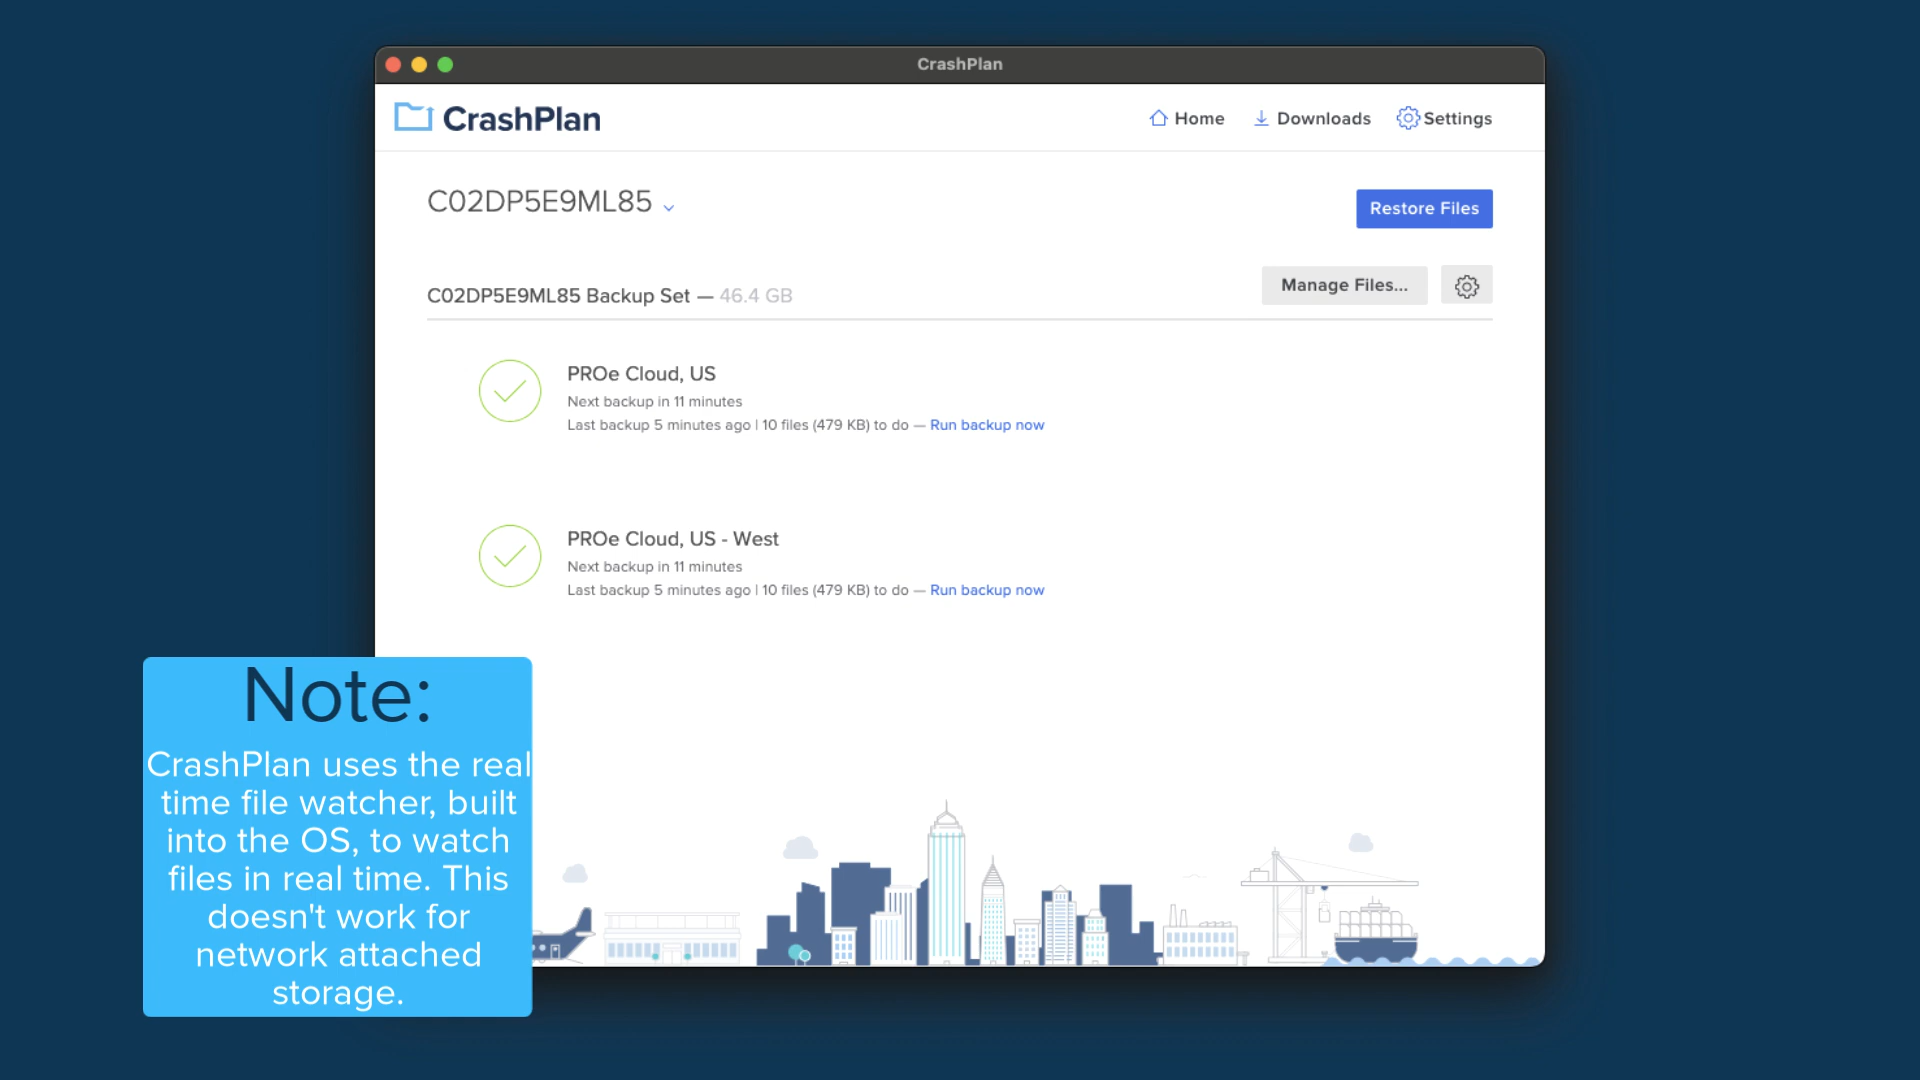 CrashPlan
CrashPlan
Home
Downloads
Settings
C02DP5E9ML85
Restore Files
C02DP5E9ML85 Backup Set — 46.4 GB
Manage Files...
PROe Cloud, US
Next backup in 11 minutes
Last backup 5 minutes ago | 10 files (479 KB) to do — Run backup now
PROe Cloud, US - West
Next backup in 11 minutes
Last backup 5 minutes ago | 10 files (479 KB) to do — Run backup now
Note:
CrashPlan uses the real
time file watcher, built
into the OS, to watch
files in real time. This
doesn't work for
network attached
storage.